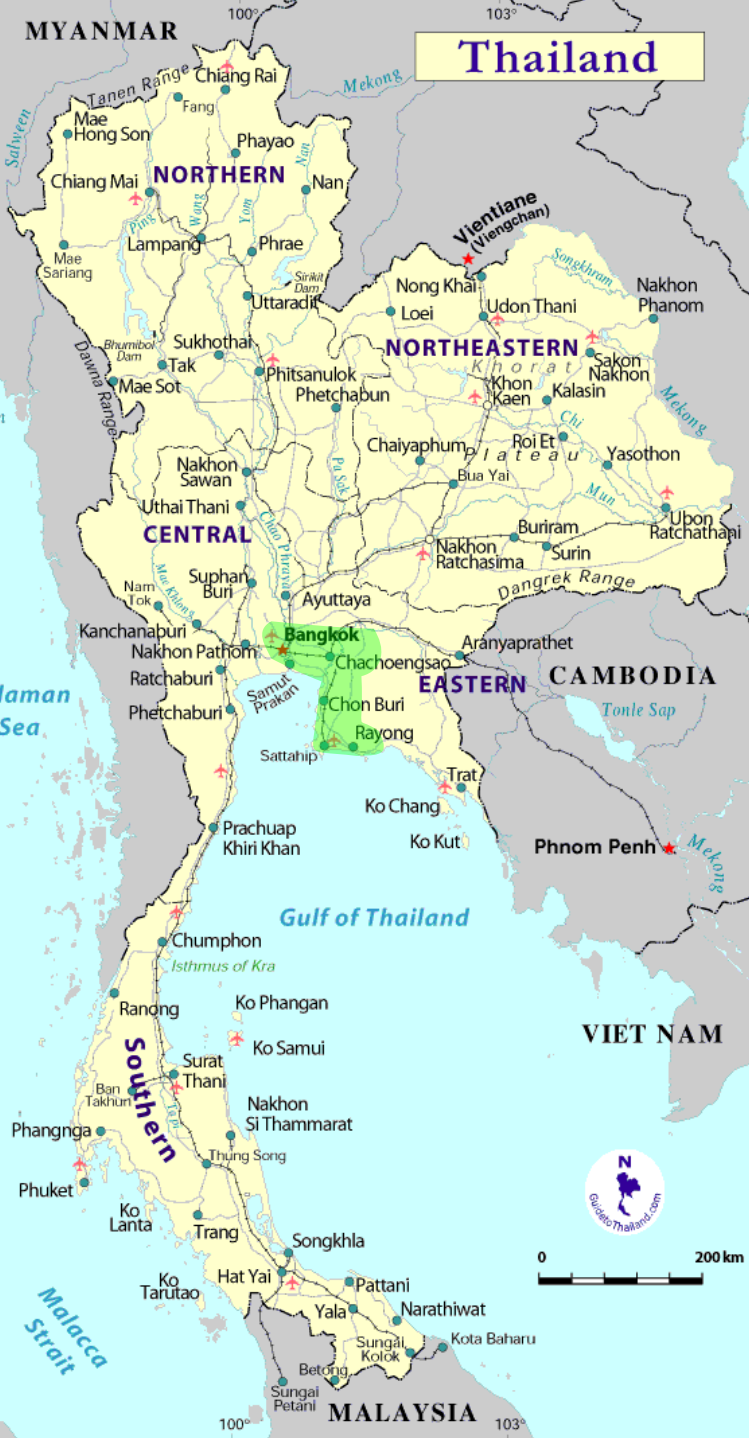 100°
103°
MYANMAR
Thailand
Tanen Range
Chiang Rai
Mekong
Fang
Salween
Mae
Hong Son
Phayao
Nan
Chiang Mai
NORTHERN
Nan
Ping
Wang
Yom
Lampang
Phrae
Mae
Sariang
Vientiane
(Viengchan)
Songkhram
Sirikit
Dam
Nong Khai
Nakhon
Phanom
Uttaradit
Loei
Udon Thani
Bhumibol
Dam
Sukhothai
NORTHEASTERN
Dawna Range
Tak
Phitsanulok
Khorat
Sakon
Nakhon
Mae Sot
Phetchabun
Khon
Kaen
Kalasin
Mekong
Chi
Chaiyaphum
Roi Et
Plateau
Yasothon
Nakhon
Sawan
Pa Sak
Bua Yai
Mun
Uthai Thani
Chao Phraya
CENTRAL
Buriram
Ubon
Ratchathani
Nakhon
Ratchasima
Surin
Mae Khlong
Suphan
Buri
Dangrek Range
Nam
Tok
Ayuttaya
Kanchanaburi
Bangkok
Aranyaprathet
Nakhon Pathom
Chachoengsao
Ratchaburi
EASTERN
CAMBODIA
Samut
Prakan
daman
Sea
Phetchaburi
Chon Buri
Tonle Sap
Rayong
Sattahip
Trat
Ko Chang
Ko Kut
Prachuap
Khiri Khan
Phnom Penh
Mekong
Gulf of Thailand
Chumphon
Isthmus of Kra
Ranong
Ko Phangan
VIET NAM
Ko Samui
Southern
Surat
Thani
Ban
Takhun
Tapi
Nakhon
Si Thammarat
Phangnga
Thung Song
N
GuidetoThailand.com
Phuket
Ko
Lanta
Trang
Songkhla
0
200 km
Hat Yai
Ko
Tarutao
Pattani
Yala
Narathiwat
Malacca
Strait
Sungai
Kolok
Kota Baharu
Betong
Sungai
Petani
MALAYSIA
100°
103°